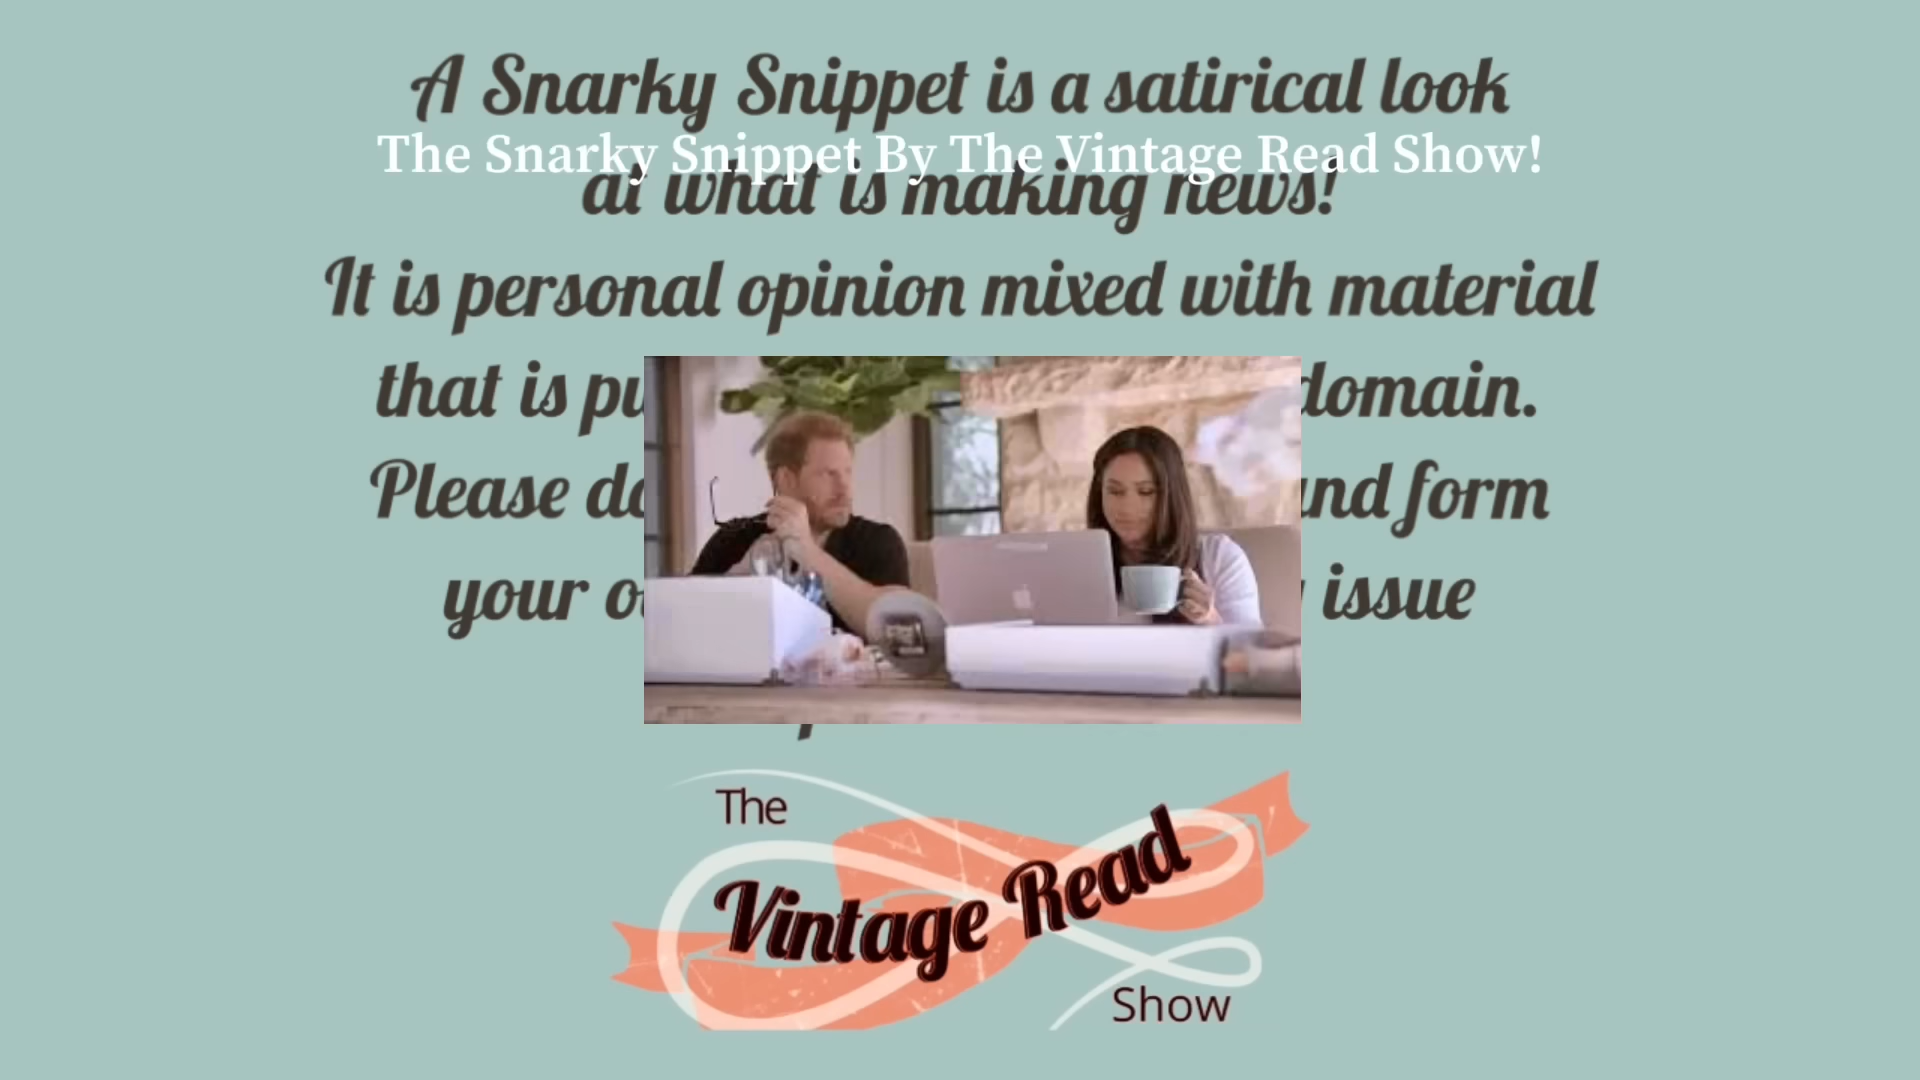 A Snarky Snippet is a satirical look
The Snarky Snippet By The Vintage Read Show!
at what is making news!
It is personal opinion mixed with material
that is domain.
Please and form
your issue
The
Vintage Read
Show